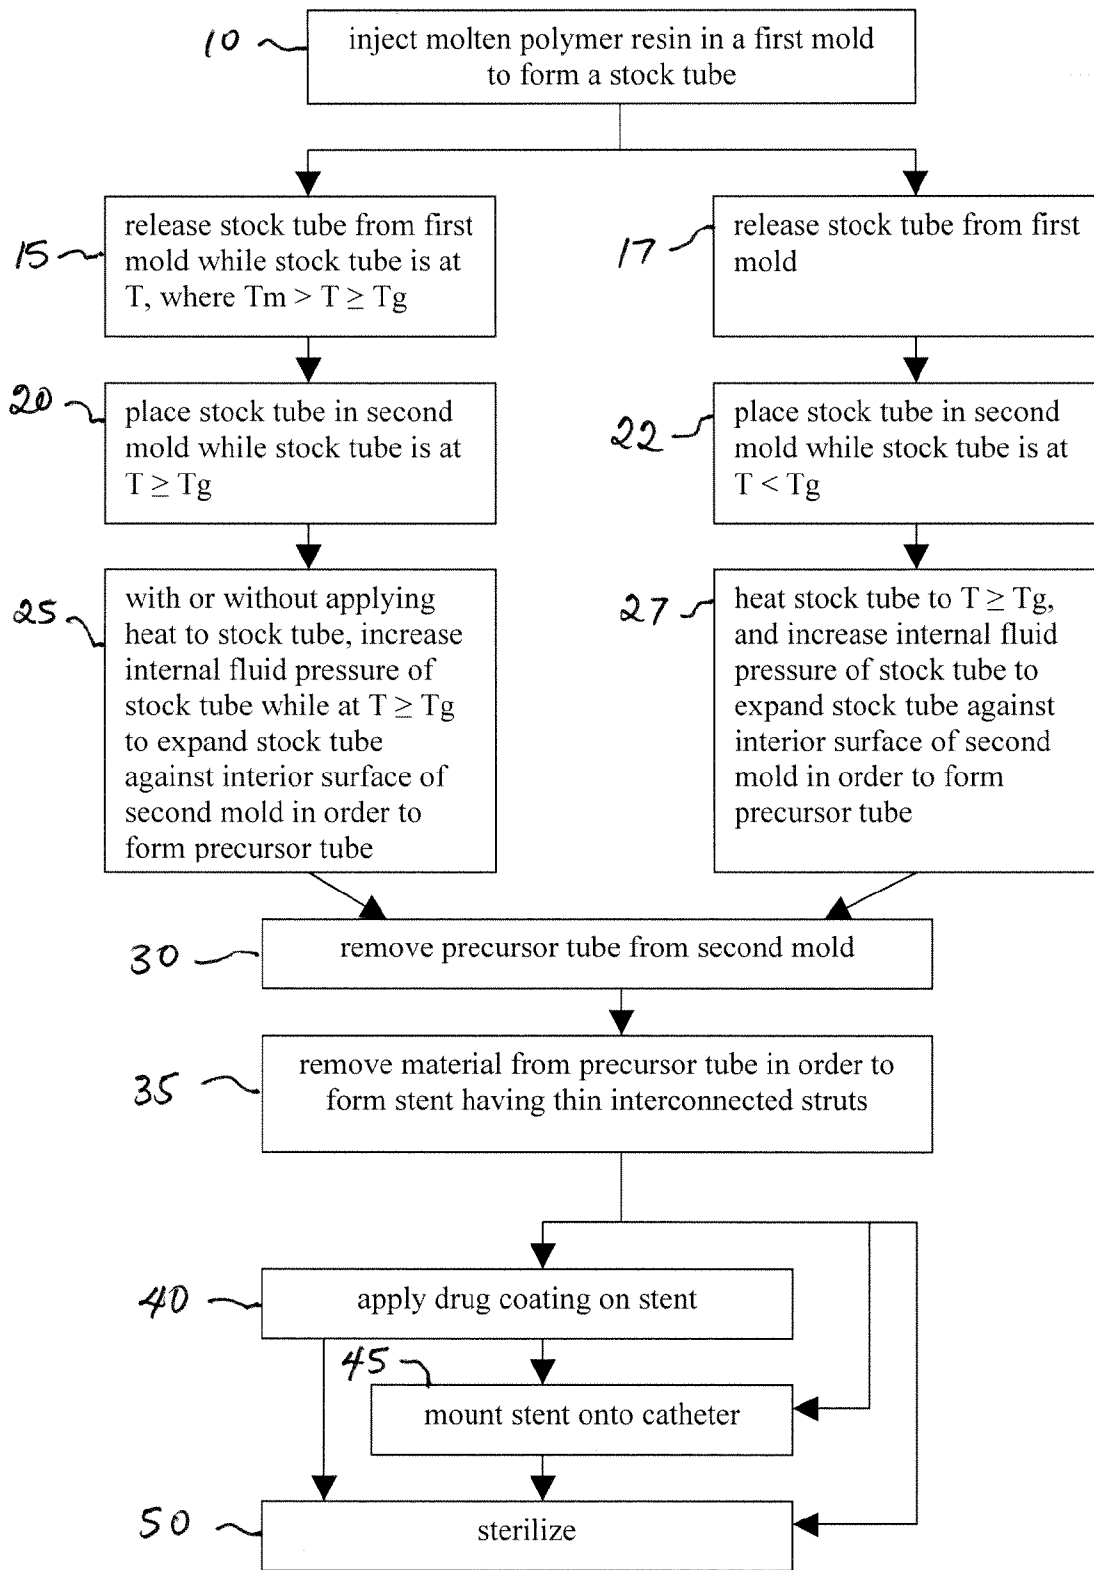 10
inject molten polymer resin in a first mold
to form a stock tube
15
release stock tube from first
mold while stock tube is at
T, where Tm > T ≥ Tg
17
release stock tube from first
mold
20
place stock tube in second
mold while stock tube is at
T ≥ Tg
22
place stock tube in second
mold while stock tube is at
T < Tg
25
with or without applying
heat to stock tube, increase
internal fluid pressure of
stock tube while at T ≥ Tg
to expand stock tube
against interior surface of
second mold in order to
form precursor tube
27
heat stock tube to T ≥ Tg,
and increase internal fluid
pressure of stock tube to
expand stock tube against
interior surface of second
mold in order to form
precursor tube
30
remove precursor tube from second mold
35
remove material from precursor tube in order to
form stent having thin interconnected struts
40
apply drug coating on stent
45
mount stent onto catheter
50
sterilize